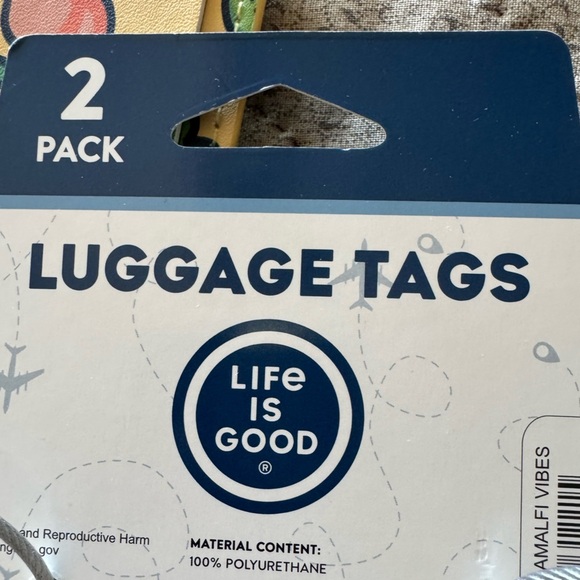 2
PACK
LUGGAGE TAGS
LIFe
IS
GOOD
®
and Reproductive Harm
gov
MATERIAL CONTENT:
100% POLYURETHANE
AMALFI VIBES